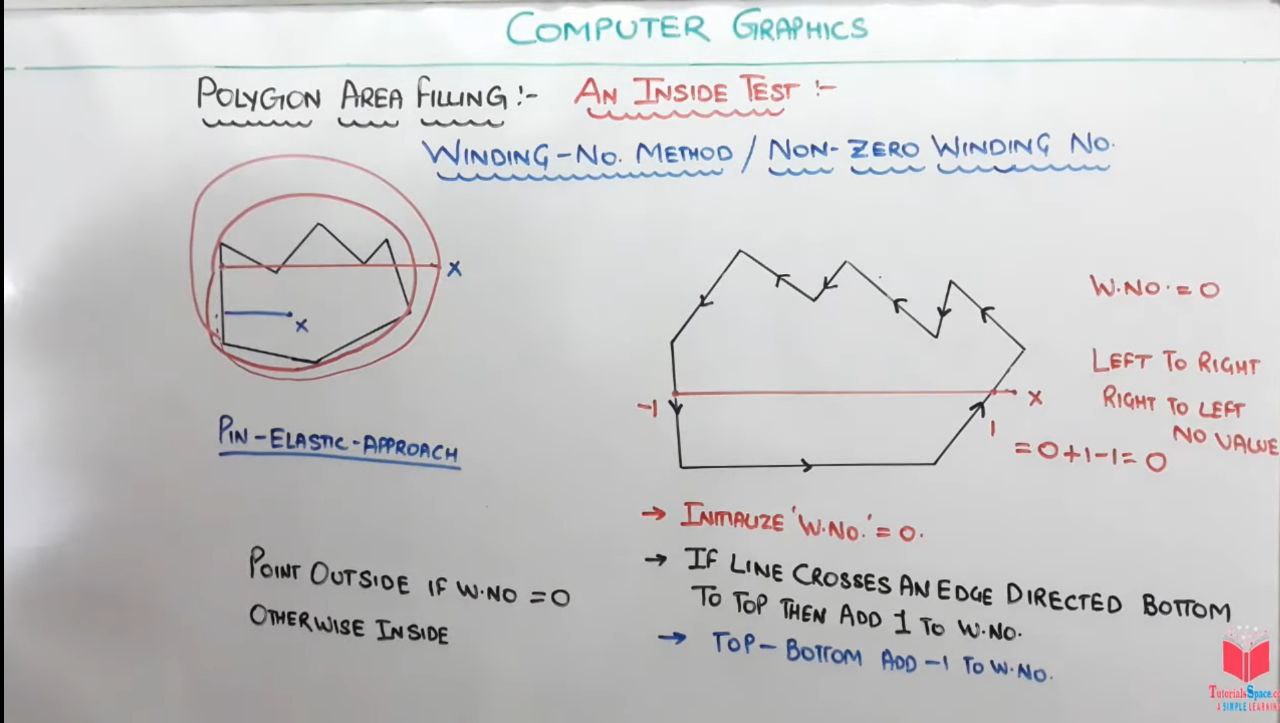 COMPUTER GRAPHICS
POLYGON AREA FILLING:- AN INSIDE TEST:-
WINDING-NO. METHOD / NON-ZERO WINDING NO.
X
X
PIN-ELASTIC-APPROACH
POINT OUTSIDE IF W.NO = 0
OTHERWISE INSIDE
-1
X
1
W.NO. = 0
LEFT TO RIGHT
RIGHT TO LEFT
NO VALUE
= 0+1-1 = 0
→ INITIALIZE 'W.NO.' = 0.
→ IF LINE CROSSES AN EDGE DIRECTED BOTTOM
TO TOP THEN ADD 1 TO W.NO.
→ TOP-BOTTOM ADD -1 TO W.NO.
TutorialsSpace.c
A SIMPLE LEARNIN